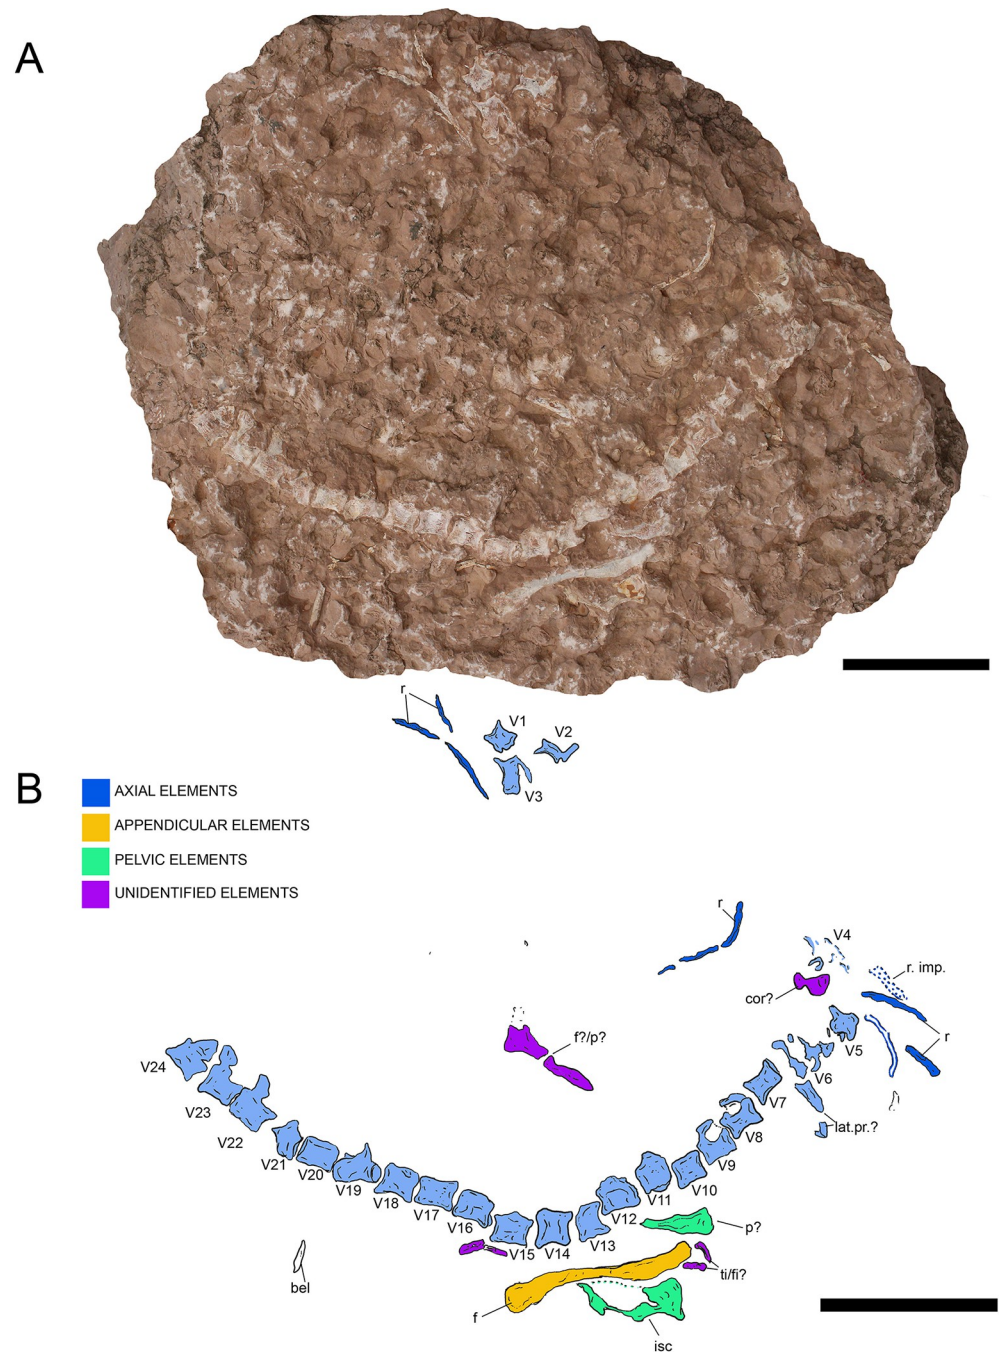 A
r
V1
V2
V3
B
AXIAL ELEMENTS
APPENDICULAR ELEMENTS
PELVIC ELEMENTS
UNIDENTIFIED ELEMENTS
r
V4
r. imp.
cor?
r
V5
f?/p?
V6
V24
V7
V23
lat.pr.?
V22
V8
V21
V9
V20
V10
V19
V11
V18
V17
V12
V16
p?
V15
V14
V13
ti/fi?
bel
f
isc